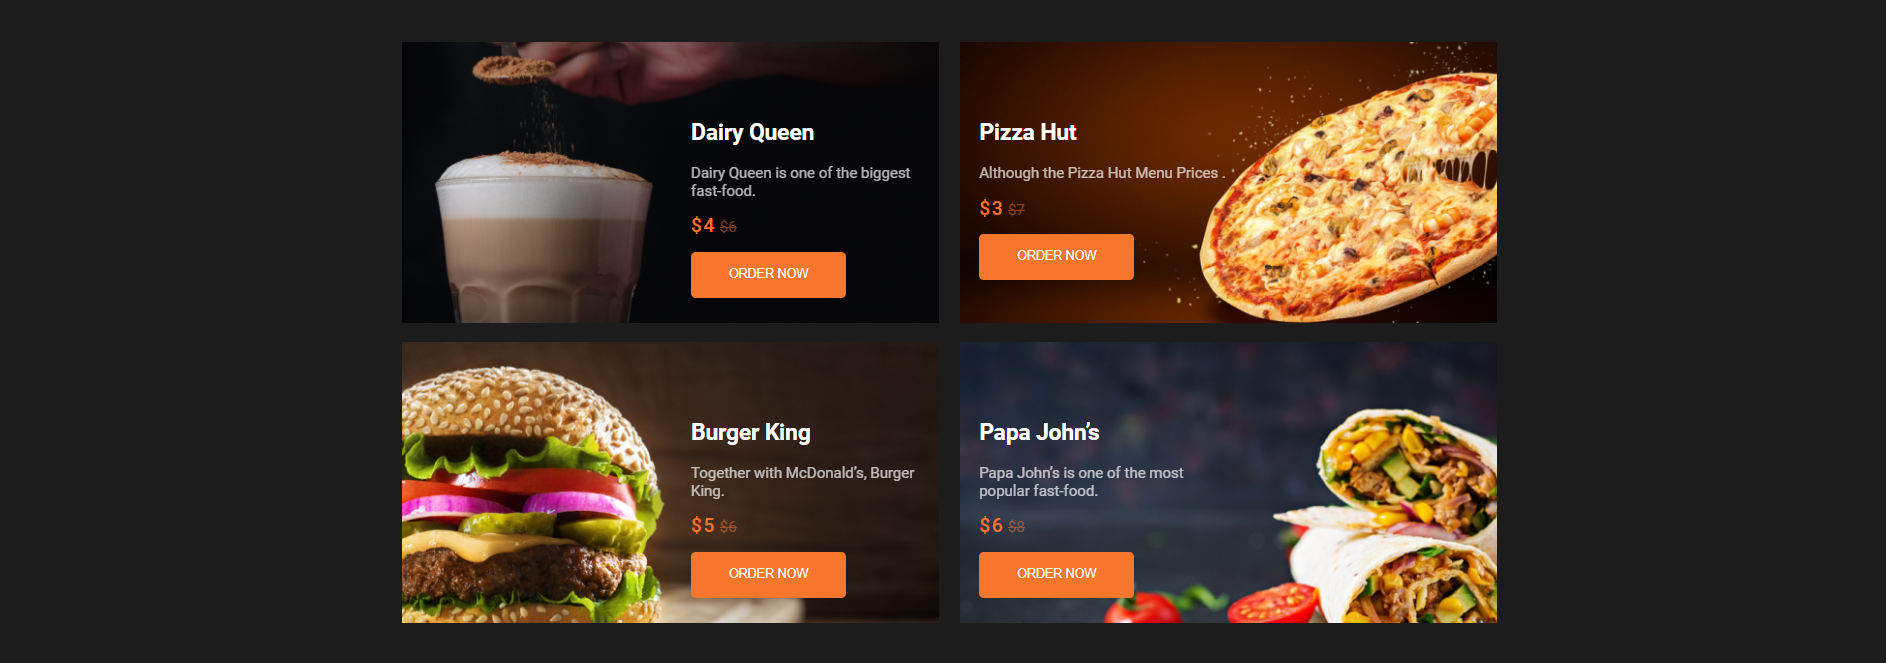 Dairy Queen
Dairy Queen is one of the biggest
fast-food.
$4 $6
ORDER NOW
Pizza Hut
Although the Pizza Hut Menu Prices .
$3 $7
ORDER NOW
Burger King
Together with McDonald’s, Burger
King.
$5 $6
ORDER NOW
Papa John’s
Papa John’s is one of the most
popular fast-food.
$6 $8
ORDER NOW